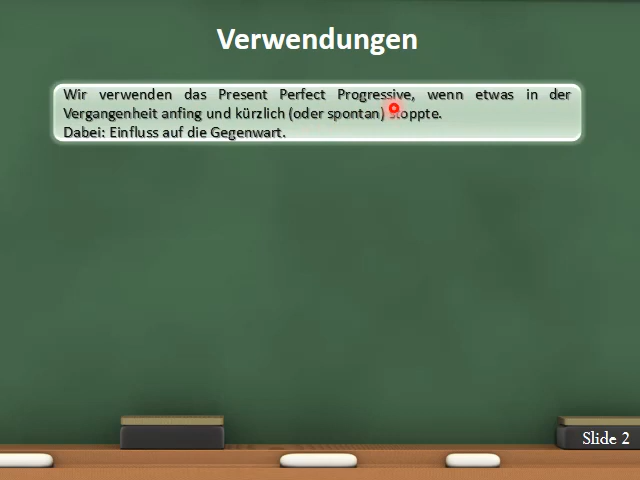 Verwendungen
Wir verwenden das Present Perfect Progressive, wenn etwas in der
Vergangenheit anfing und kürzlich (oder spontan) stoppte.
Dabei: Einfluss auf die Gegenwart.
Slide 2